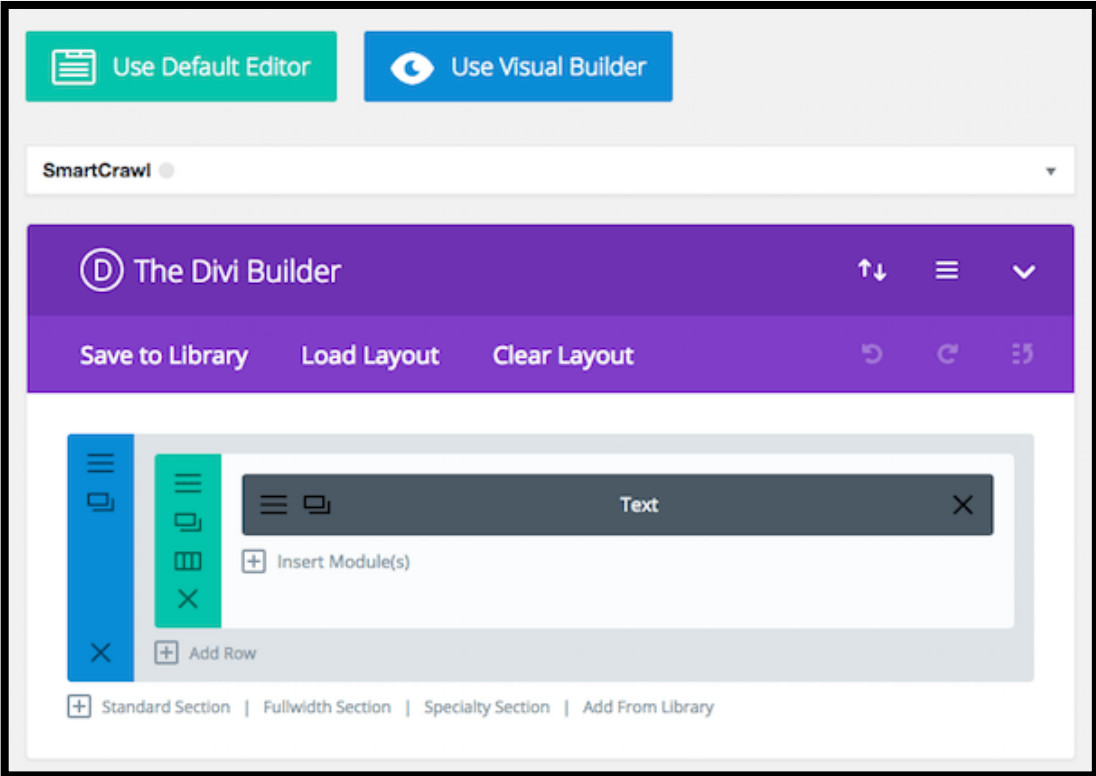 Use Default Editor Use Visual Builder
SmartCrawl
D The Divi Builder
Save to Library Load Layout Clear Layout
Text
Insert Module(s)
Add Row
Standard Section | Fullwidth Section | Specialty Section | Add From Library